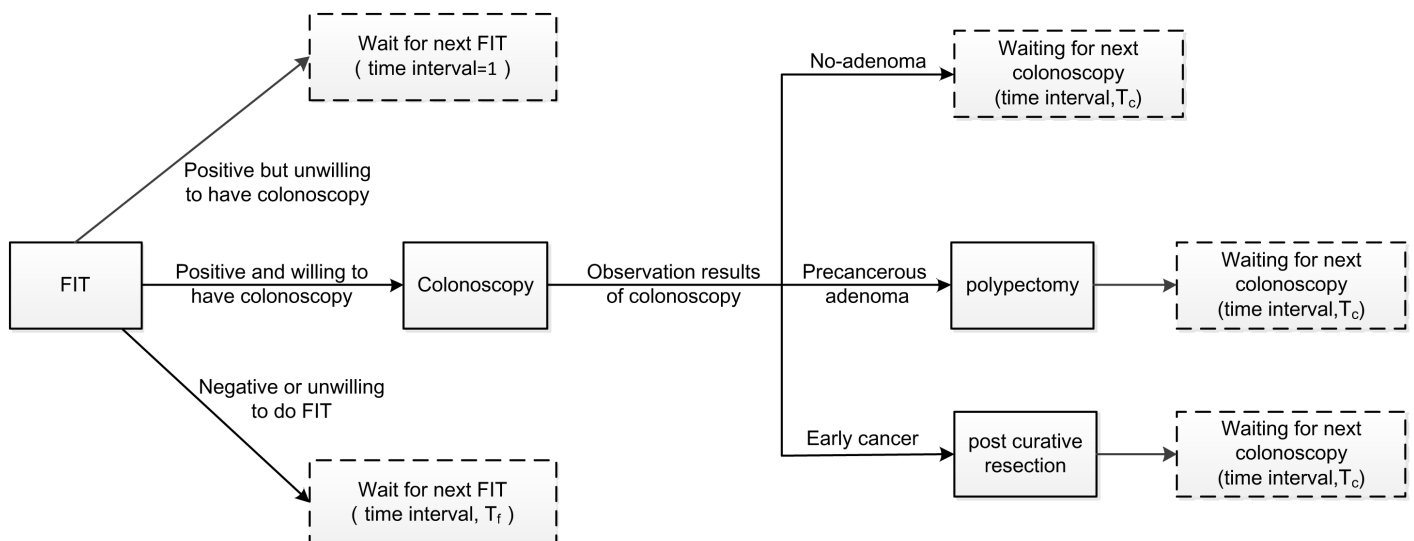 Wait for next FIT
( time interval=1 )
Positive but unwilling
to have colonoscopy
FIT
Positive and willing to
have colonoscopy
Colonoscopy
Negative or unwilling
to do FIT
Wait for next FIT
( time interval, Tf )
Observation results
of colonoscopy
No-adenoma
Waiting for next
colonoscopy
(time interval,Tc)
Precancerous
adenoma
polypectomy
Waiting for next
colonoscopy
(time interval,Tc)
Early cancer
post curative
resection
Waiting for next
colonoscopy
(time interval,Tc)